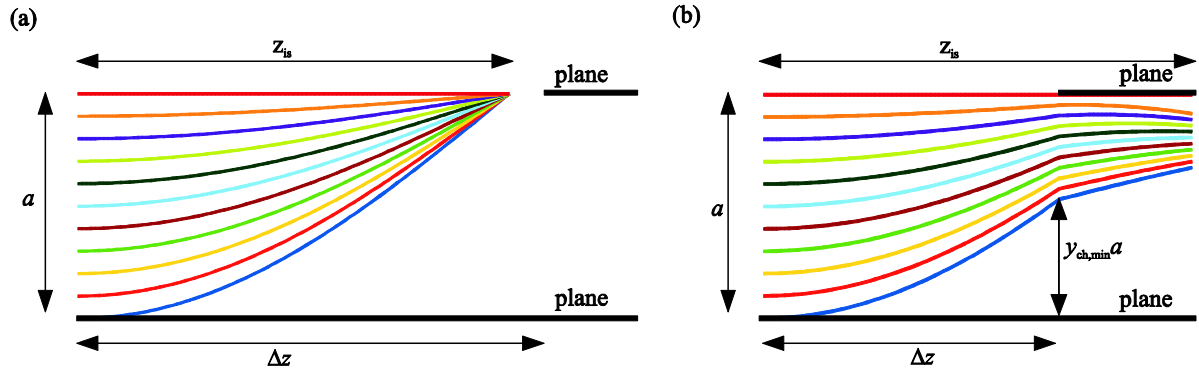 (a)
z_is
plane
a
plane
Δz
(b)
z_is
plane
a
y_ch,min a
plane
Δz